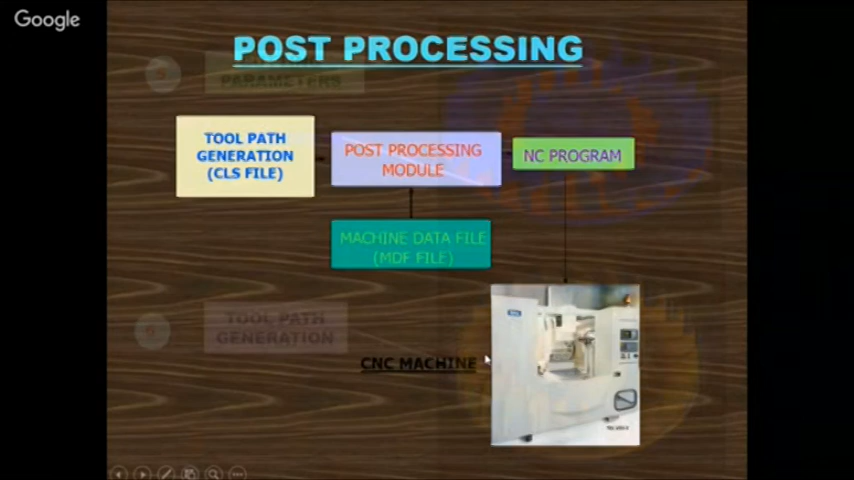 Google
POST PROCESSING
PARAMETERS
TOOL PATH
GENERATION
(CLS FILE)
POST PROCESSING
MODULE
NC PROGRAM
MACHINE DATA FILE
(MDF FILE)
TOOL PATH
GENERATION
CNC MACHINE